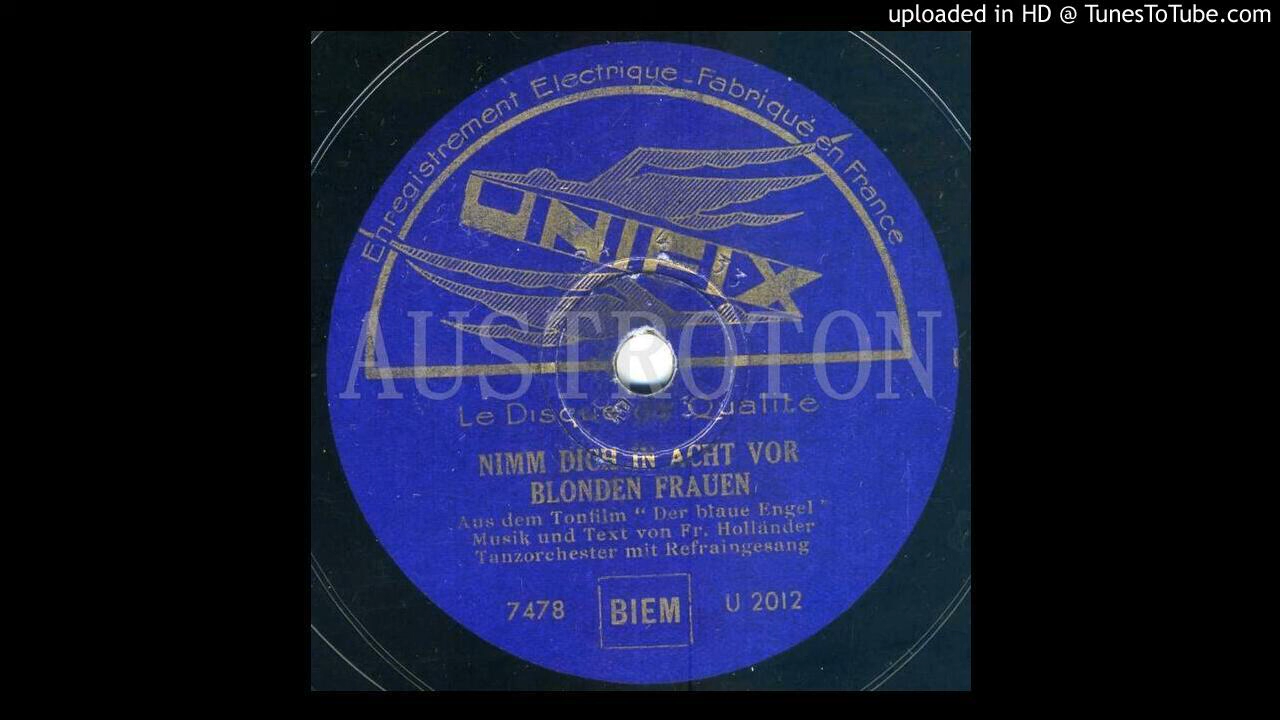 uploaded in HD @ TunesToTube.com
Enregistrement Electrique - Fabriqué en France
UNIFIX
AUSTROTON
Le Disque de Qualité
NIMM DICH IN ACHT VOR
BLONDEN FRAUEN
Aus dem Tonfilm "Der blaue Engel"
Musik und Text von Fr. Holländer
Tanzorchester mit Refraingesang
7478 BIEM U 2012